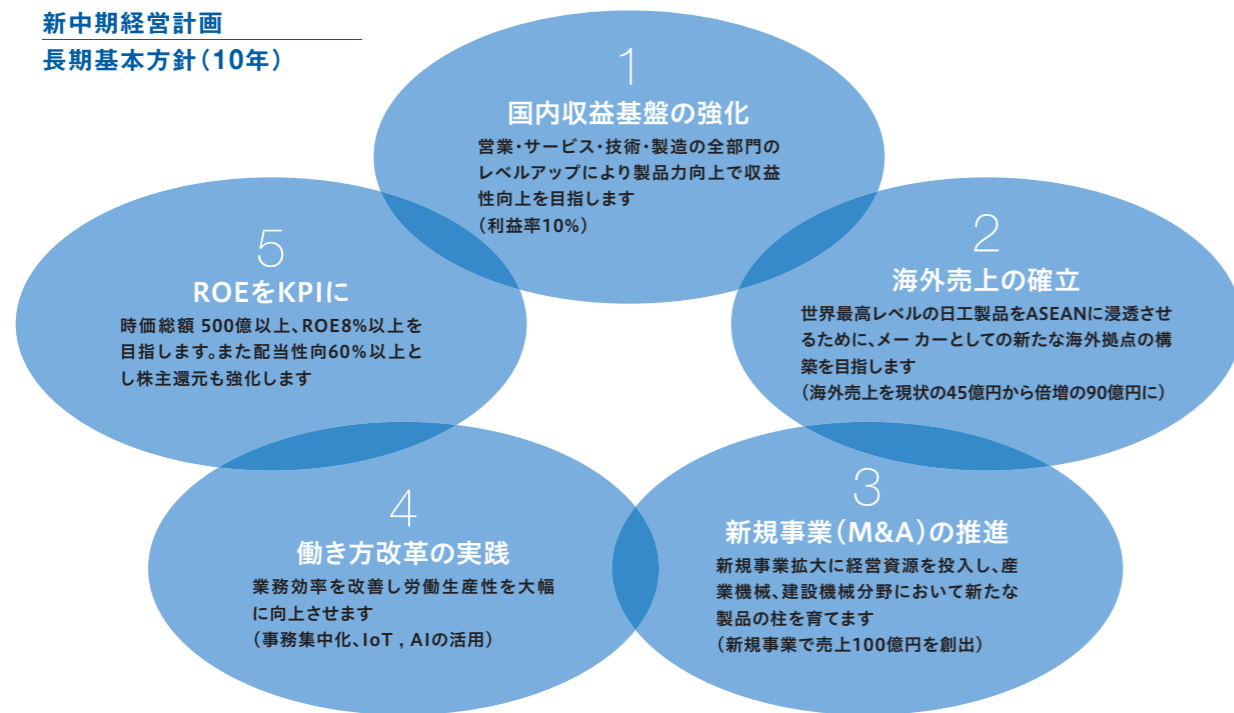 新中期経営計画
長期基本方針（10年）
1
国内収益基盤の強化
営業・サービス・技術・製造の全部門の
レベルアップにより製品力向上で収益
性向上を目指します
（利益率10%）
2
海外売上の確立
世界最高レベルの日工製品をASEANに浸透させ
るために、メー カーとしての新たな海外拠点の構
築を目指します
（海外売上を現状の45億円から倍増の90億円に）
3
新規事業（M&A）の推進
新規事業拡大に経営資源を投入し、産
業機械、建設機械分野において新たな
製品の柱を育てます
（新規事業で売上100億円を創出）
4
働き方改革の実践
業務効率を改善し労働生産性を大幅
に向上させます
（事務集中化、IoT , AIの活用）
5
ROEをKPIに
時価総額 500億以上、ROE8%以上を
目指します。また配当性向60%以上と
し株主還元も強化します